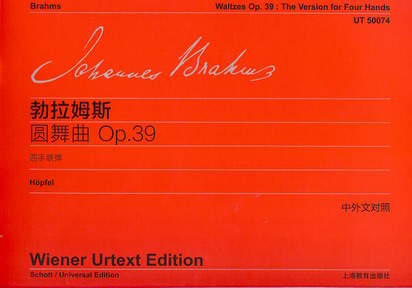 Brahms
Waltzes Op. 39 : The Version for Four Hands
UT 50074
Johannes Brahms
勃拉姆斯
圆舞曲 Op.39
四手联弹
Höpfel
中外文对照
Wiener Urtext Edition
Schott / Universal Edition
上海教育出版社